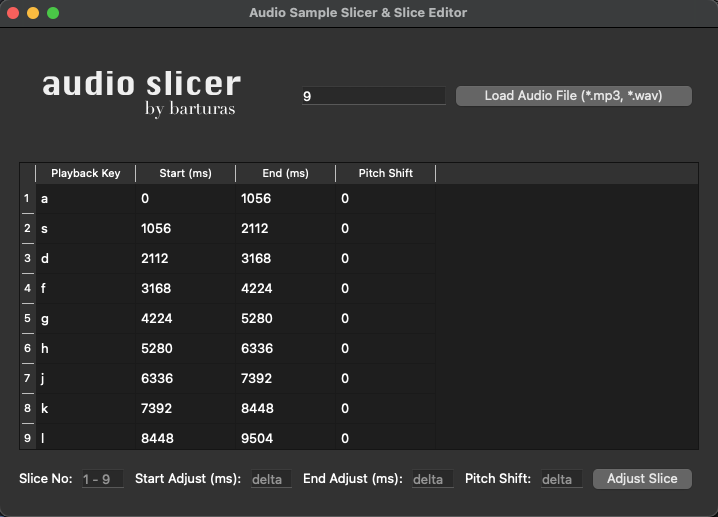 Audio Sample Slicer & Slice Editor
audio slicer
by barturas
9 Load Audio File (*.mp3, *.wav)
Playback Key Start (ms) End (ms) Pitch Shift
1 a 0 1056 0
2 s 1056 2112 0
3 d 2112 3168 0
4 f 3168 4224 0
5 g 4224 5280 0
6 h 5280 6336 0
7 j 6336 7392 0
8 k 7392 8448 0
9 l 8448 9504 0
Slice No: 1 - 9 Start Adjust (ms): delta End Adjust (ms): delta Pitch Shift: delta Adjust Slice